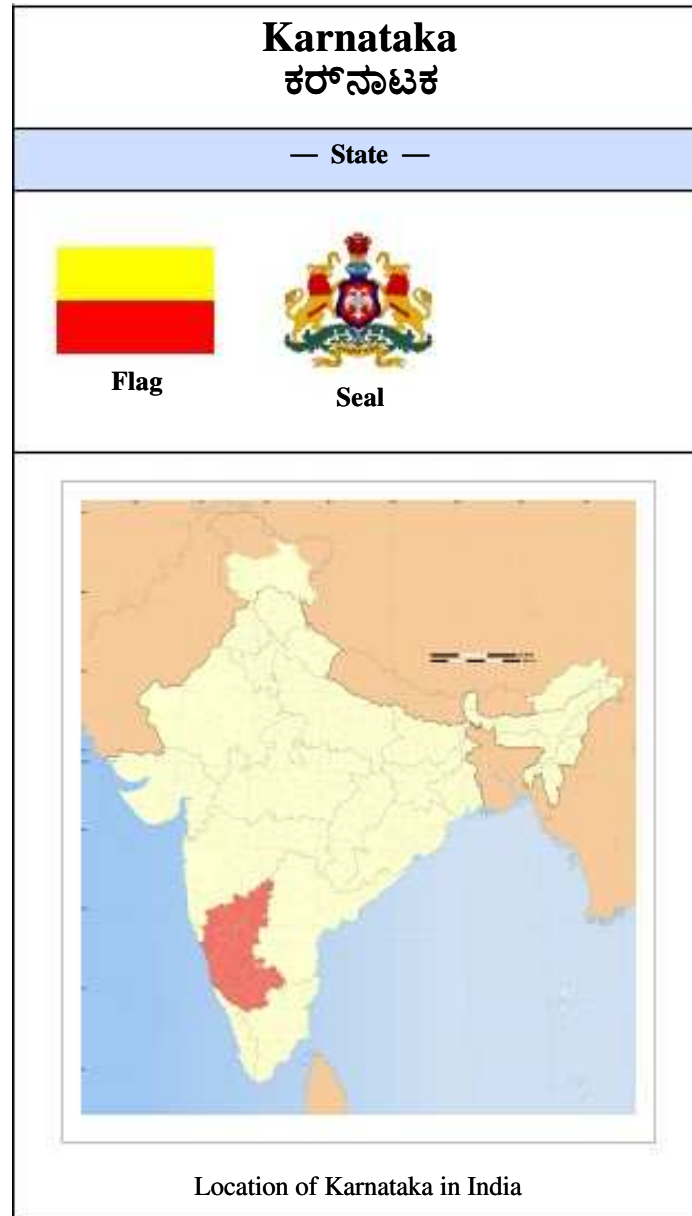 Karnataka
ಕರ್‍ನಾಟಕ
— State —
Flag
Seal
Location of Karnataka in India